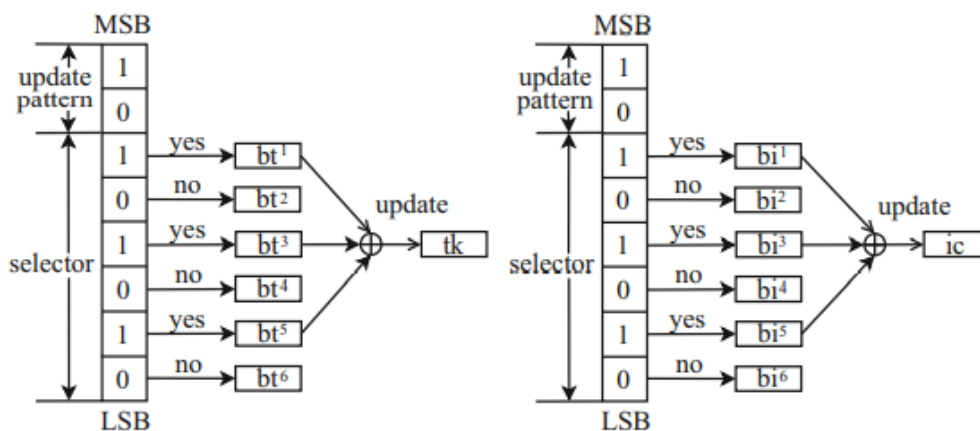 MSB
update
pattern
1
0
selector
1
yes
bt¹
0
no
bt²
update
1
yes
bt³
tk
0
no
bt⁴
1
yes
bt⁵
0
no
bt⁶
LSB
MSB
update
pattern
1
0
selector
1
yes
bi¹
0
no
bi²
update
1
yes
bi³
ic
0
no
bi⁴
1
yes
bi⁵
0
no
bi⁶
LSB